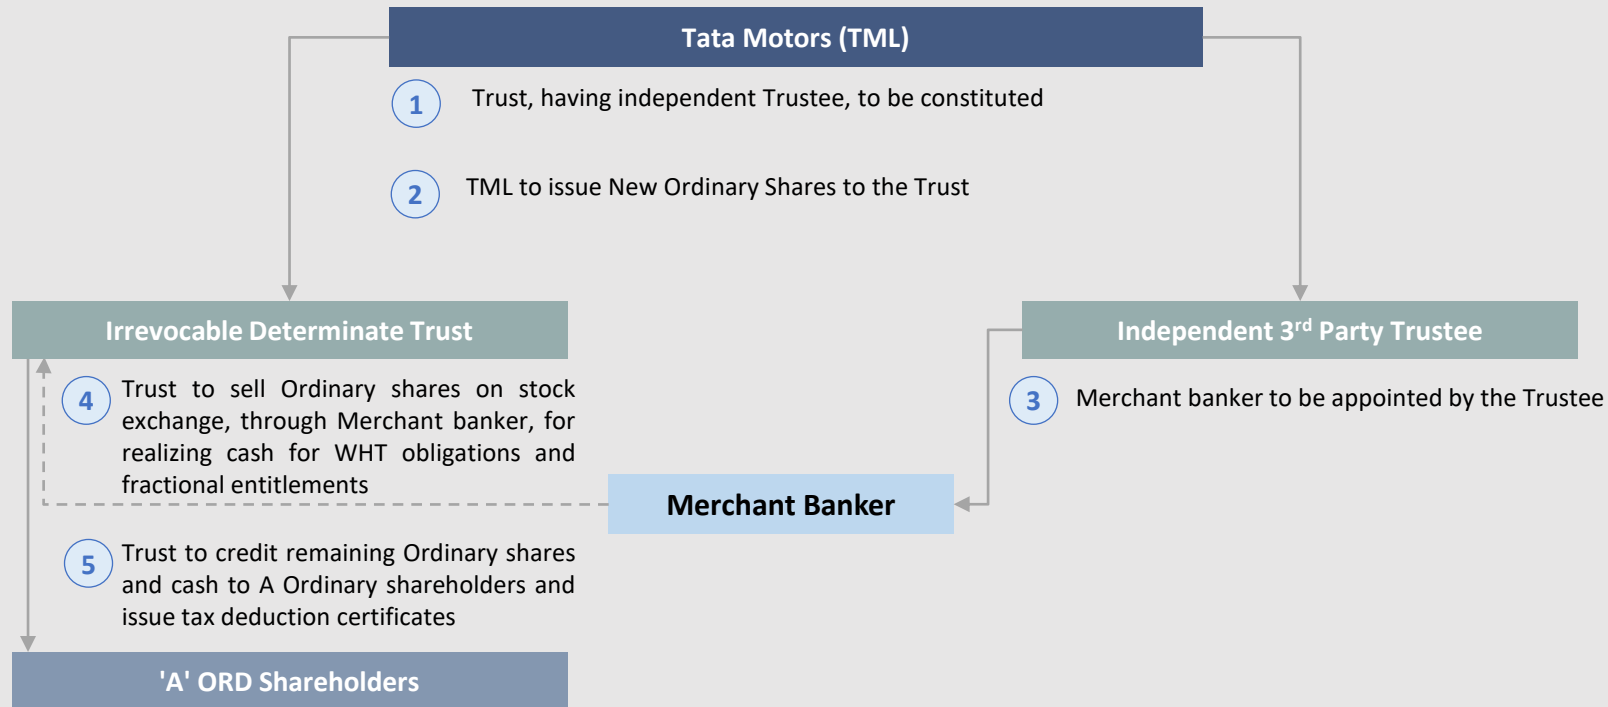 Tata Motors (TML)
1
Trust, having independent Trustee, to be constituted
2
TML to issue New Ordinary Shares to the Trust
Irrevocable Determinate Trust
Independent 3rd Party Trustee
4
Trust to sell Ordinary shares on stock
exchange, through Merchant banker, for
realizing cash for WHT obligations and
fractional entitlements
3
Merchant banker to be appointed by the Trustee
Merchant Banker
5
Trust to credit remaining Ordinary shares
and cash to A Ordinary shareholders and
issue tax deduction certificates
'A' ORD Shareholders